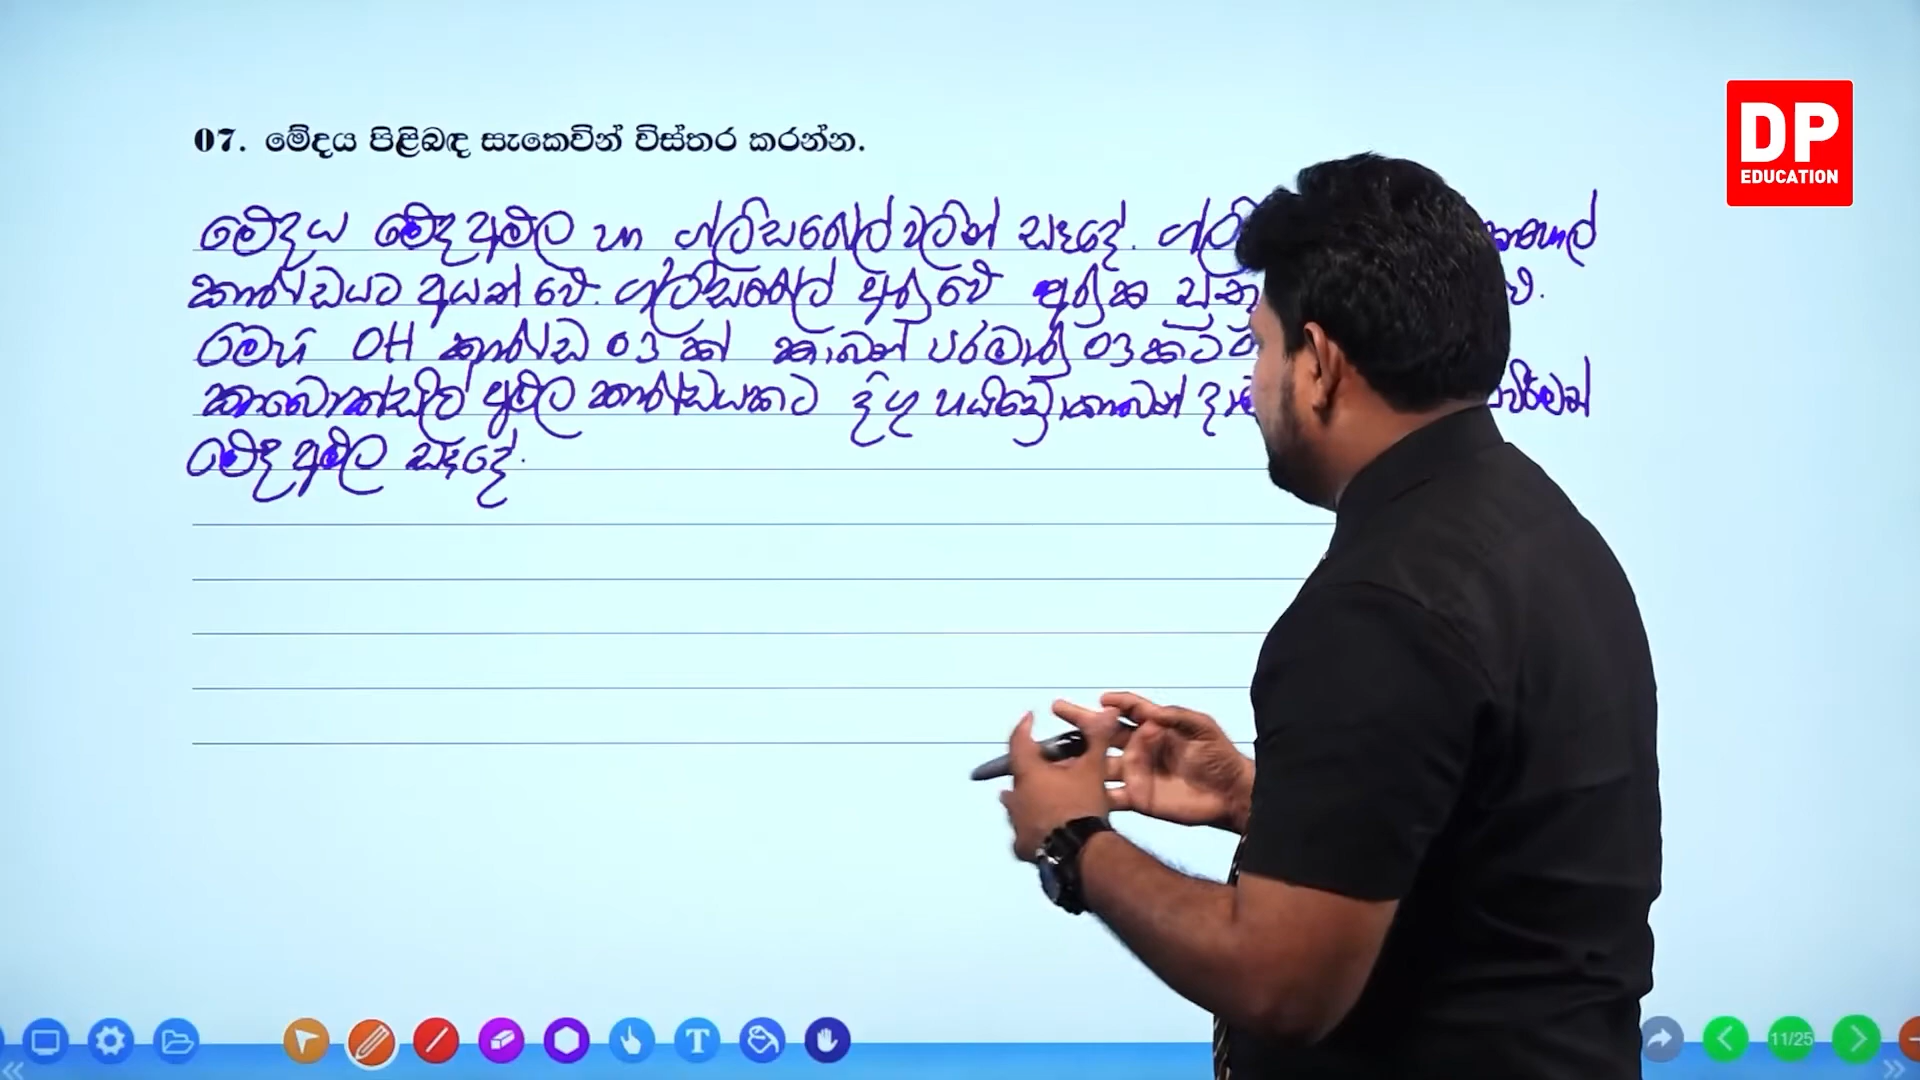 DP
EDUCATION
07. මේදය පිළිබඳ සැකෙවින් විස්තර කරන්න.
මේදය මේද අම්ල හා ග්ලිසරෝල් වලින් සෑදේ. ග්ලි
කාණ්ඩයට අයත් වේ. ග්ලිසරෝල් අණුවේ අණුක
මෙහි OH කාණ්ඩ 03 ක් කාබන් පරමාණු 03 කට
කාබොක්සිල් අම්ල කාණ්ඩයකට දිගු හයිඩ්‍රොකාබන්
මේද අම්ල සෑදේ.
T
11/25